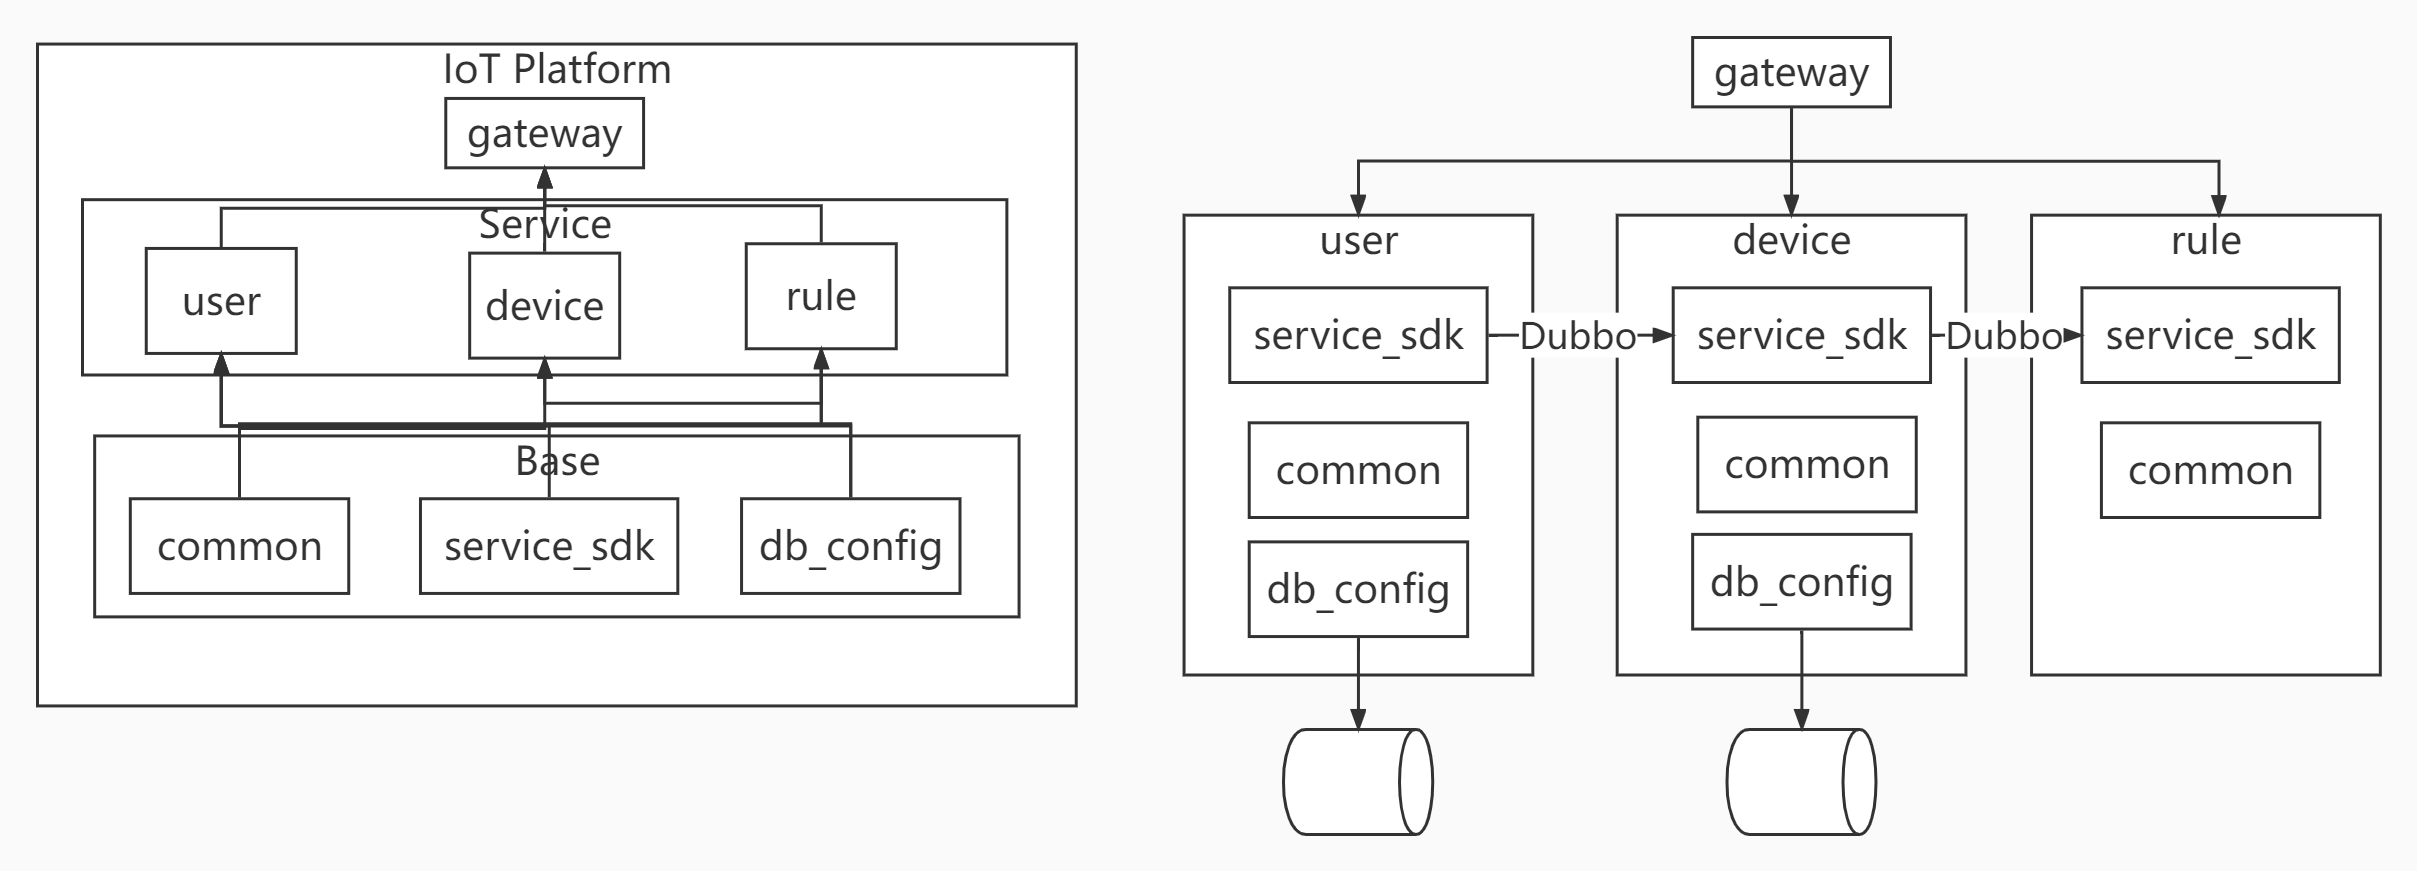 IoT Platform
gateway
Service
user
device
rule
Base
common
service_sdk
db_config
gateway
user
service_sdk
common
db_config
Dubbo
device
service_sdk
common
db_config
Dubbo
rule
service_sdk
common